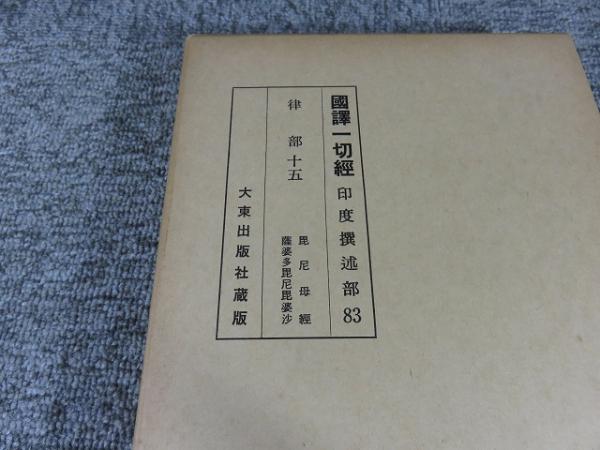 國譯一切經 印度撰述部 83
律部十五
毘尼母經
薩婆多毘尼毘婆沙
大東出版社蔵版